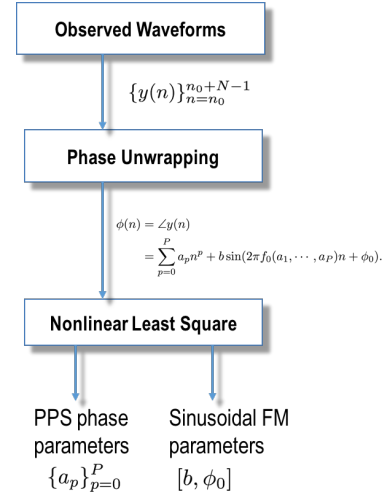 Observed Waveforms
{y(n)}_{n=n_0}^{n_0+N−1}
Phase Unwrapping
ϕ(n) = ∠y(n)
= ∑_{p=0}^{P} a_p n^p + b sin(2πf_0(a_1, ⋯ , a_P)n + ϕ_0).
Nonlinear Least Square
PPS phase
parameters
{a_p}_{p=0}^{P}
Sinusoidal FM
parameters
[b, ϕ_0]